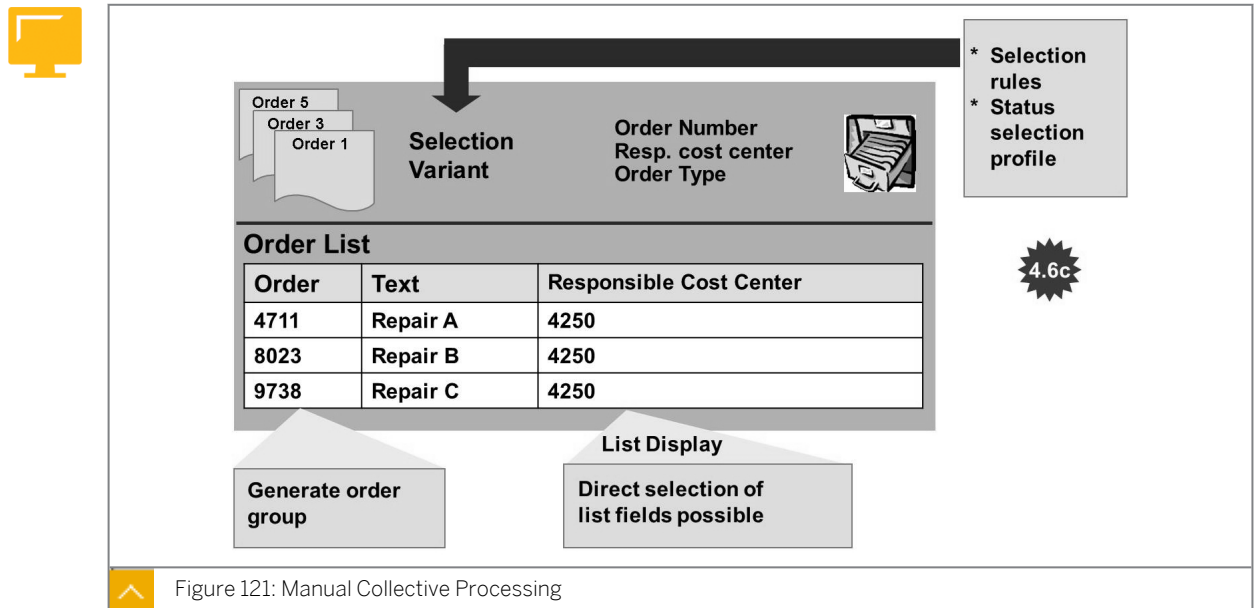 * Selection
rules
* Status
selection
profile
Order 5
Order 3
Order 1
Selection
Variant
Order Number
Resp. cost center
Order Type
4.6c
Order List
Order Text Responsible Cost Center
4711 Repair A 4250
8023 Repair B 4250
9738 Repair C 4250
List Display
Generate order
group
Direct selection of
list fields possible
Figure 121: Manual Collective Processing